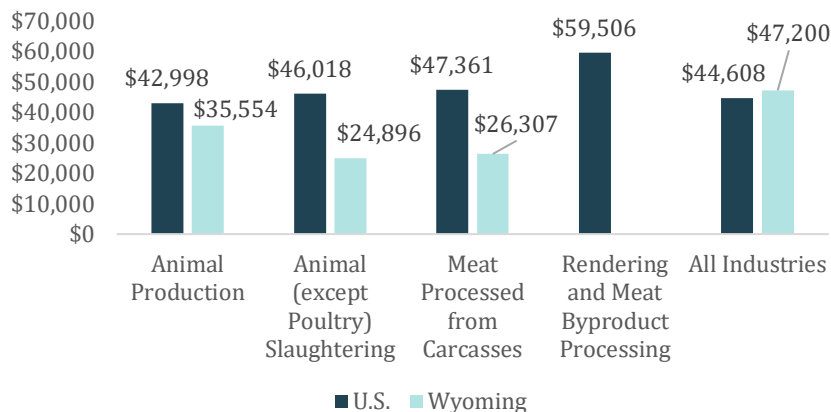 $70,000
$60,000
$50,000
$40,000
$30,000
$20,000
$10,000
$0
$42,998
$35,554
$46,018
$24,896
$47,361
$26,307
$59,506
$44,608
$47,200
Animal
Production
Animal
(except
Poultry)
Slaughtering
Meat
Processed
from
Carcasses
Rendering
and Meat
Byproduct
Processing
All Industries
U.S.
Wyoming